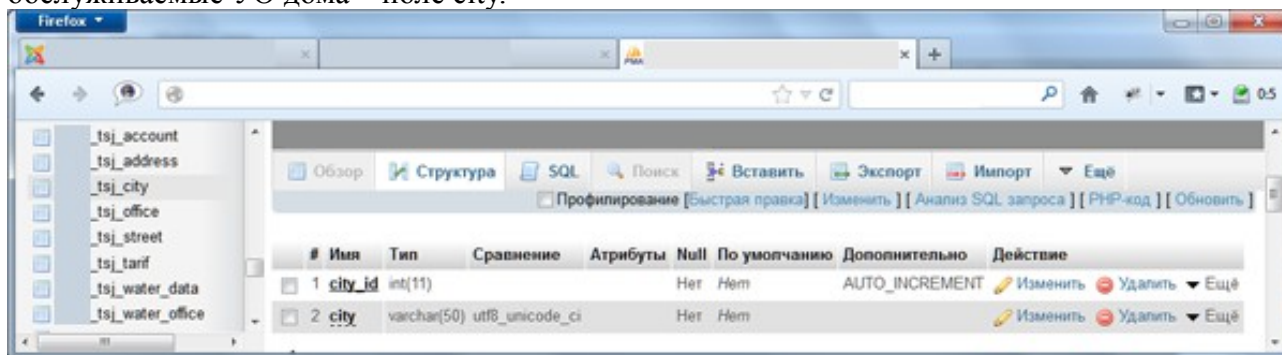 обслуживаемые УО дома – поле city.
Firefox
PMA
0.5
_tsj_account
_tsj_address
_tsj_city
_tsj_office
_tsj_street
_tsj_tarif
_tsj_water_data
_tsj_water_office
Обзор Структура SQL Поиск Вставить Экспорт Импорт Ещё
Профилирование [Быстрая правка] [ Изменить ] [ Анализ SQL запроса ] [ PHP-код ] [ Обновить ]
# Имя Тип Сравнение Атрибуты Null По умолчанию Дополнительно Действие
1 city_id int(11) Нет Нет AUTO_INCREMENT Изменить Удалить Ещё
2 city varchar(50) utf8_unicode_ci Нет Нет Изменить Удалить Ещё